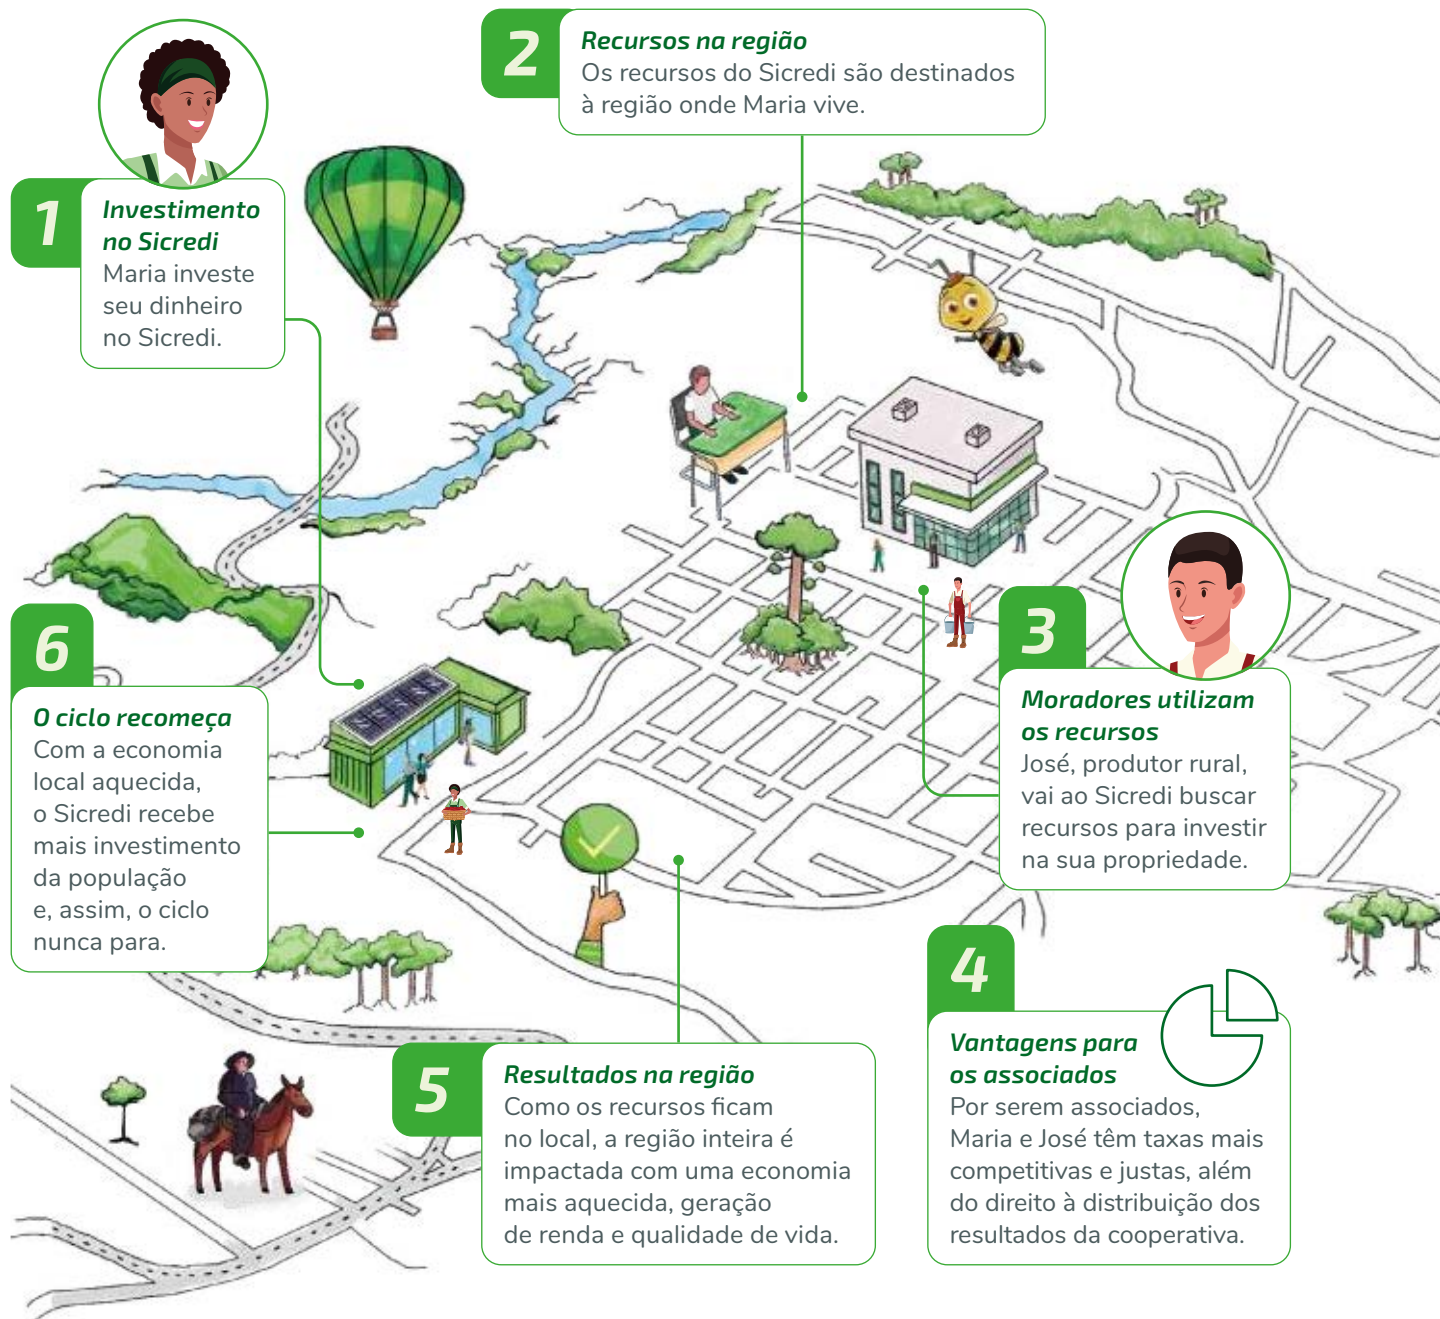 1
Investimento
no Sicredi
Maria investe
seu dinheiro
no Sicredi.
2
Recursos na região
Os recursos do Sicredi são destinados
à região onde Maria vive.
3
Moradores utilizam
os recursos
José, produtor rural,
vai ao Sicredi buscar
recursos para investir
na sua propriedade.
4
Vantagens para
os associados
Por serem associados,
Maria e José têm taxas mais
competitivas e justas, além
do direito à distribuição dos
resultados da cooperativa.
5
Resultados na região
Como os recursos ficam
no local, a região inteira é
impactada com uma economia
mais aquecida, geração
de renda e qualidade de vida.
6
O ciclo recomeça
Com a economia
local aquecida,
o Sicredi recebe
mais investimento
da população
e, assim, o ciclo
nunca para.